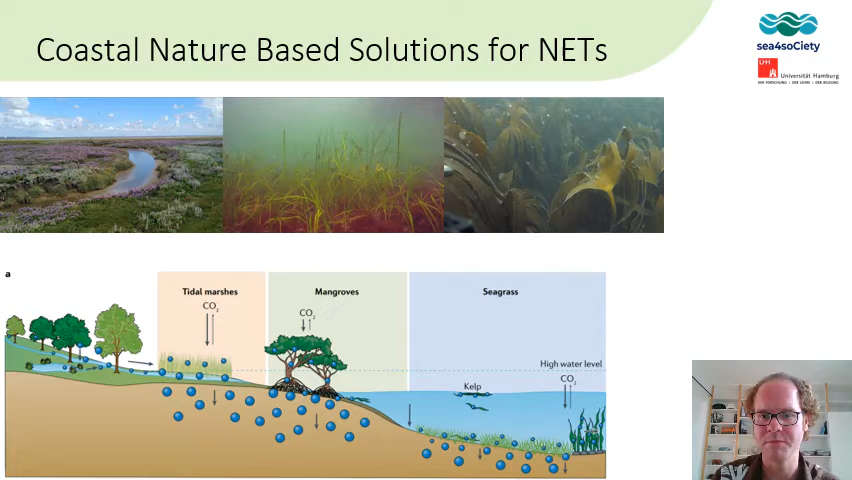 Coastal Nature Based Solutions for NETs
sea4soCiety
UH
Universität Hamburg
DER FORSCHUNG | DER LEHRE | DER BILDUNG
a
Tidal marshes
Mangroves
Seagrass
CO2
CO2
High water level
CO2
Kelp